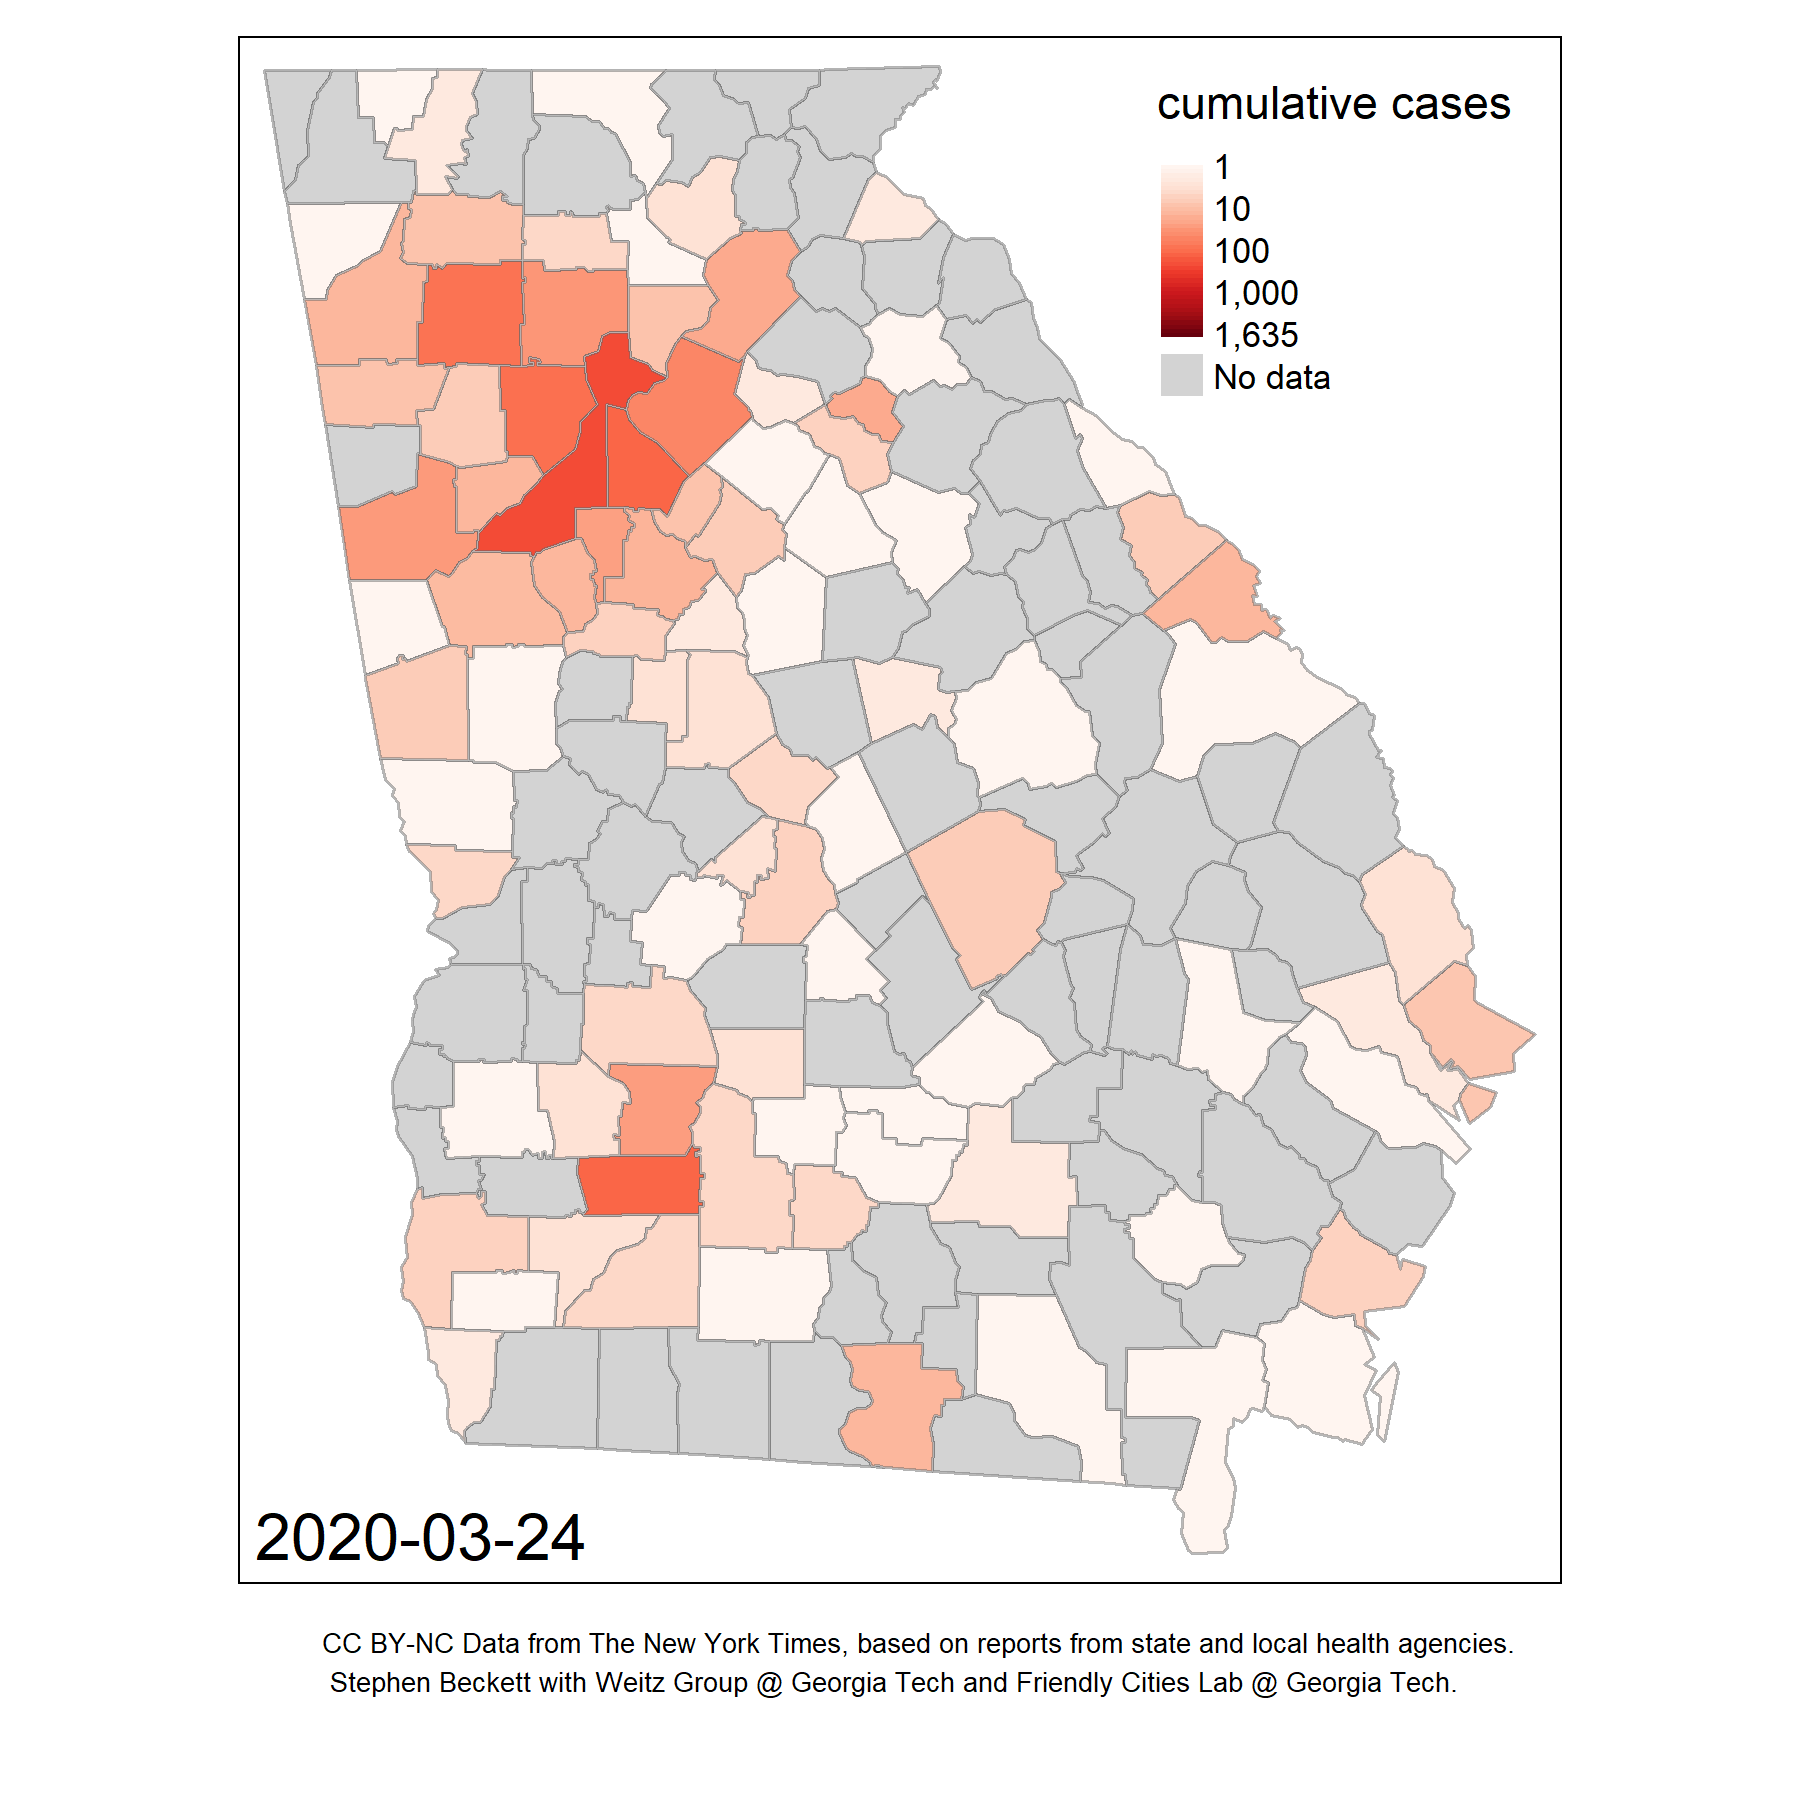 cumulative cases
1
10
100
1,000
1,635
No data
2020-03-24
CC BY-NC Data from The New York Times, based on reports from state and local health agencies.
Stephen Beckett with Weitz Group @ Georgia Tech and Friendly Cities Lab @ Georgia Tech.